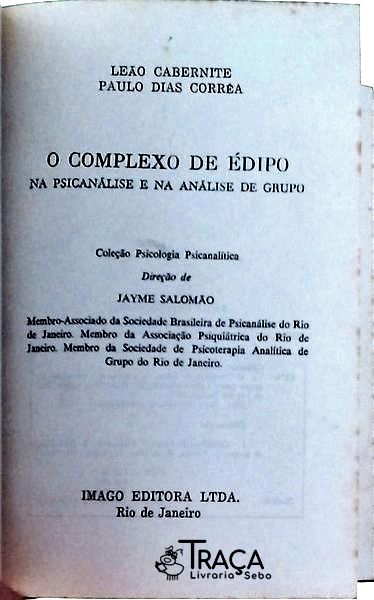 LEÃO CABERNITE
PAULO DIAS CORRÊA
O COMPLEXO DE ÉDIPO
NA PSICANÁLISE E NA ANÁLISE DE GRUPO
Coleção Psicologia Psicanalítica
Direção de
JAYME SALOMÃO
Membro-Associado da Sociedade Brasileira de Psicanálise do Rio
de Janeiro. Membro da Associação Psiquiátrica do Rio de
Janeiro. Membro da Sociedade de Psicoterapia Analítica de
Grupo do Rio de Janeiro.
IMAGO EDITORA LTDA.
Rio de Janeiro
TRAÇA
Livraria Sebo